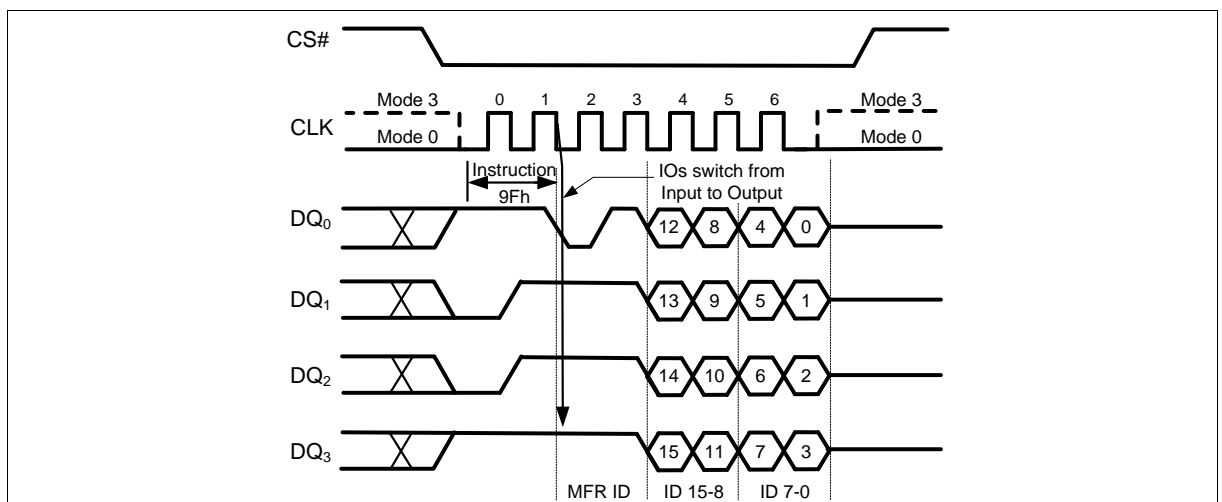 CS#
Mode 3 0 1 2 3 4 5 6 Mode 3
CLK
Mode 0 Mode 0
Instruction IOs switch from
9Fh Input to Output
DQ0 12 8 4 0
DQ1 13 9 5 1
DQ2 14 10 6 2
DQ3 15 11 7 3
MFR ID ID 15-8 ID 7-0